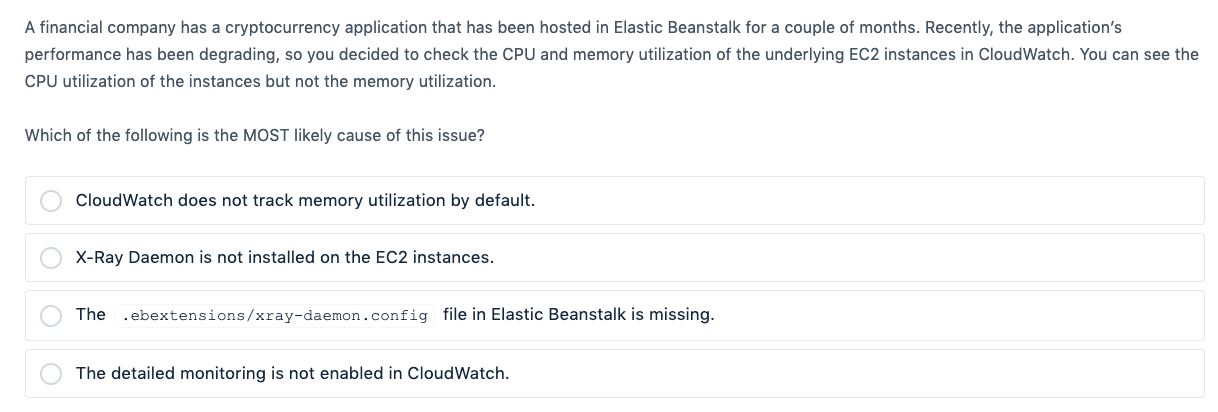 A financial company has a cryptocurrency application that has been hosted in Elastic Beanstalk for a couple of months. Recently, the application’s
performance has been degrading, so you decided to check the CPU and memory utilization of the underlying EC2 instances in CloudWatch. You can see the
CPU utilization of the instances but not the memory utilization.
Which of the following is the MOST likely cause of this issue?
CloudWatch does not track memory utilization by default.
X-Ray Daemon is not installed on the EC2 instances.
The .ebextensions/xray-daemon.config file in Elastic Beanstalk is missing.
The detailed monitoring is not enabled in CloudWatch.